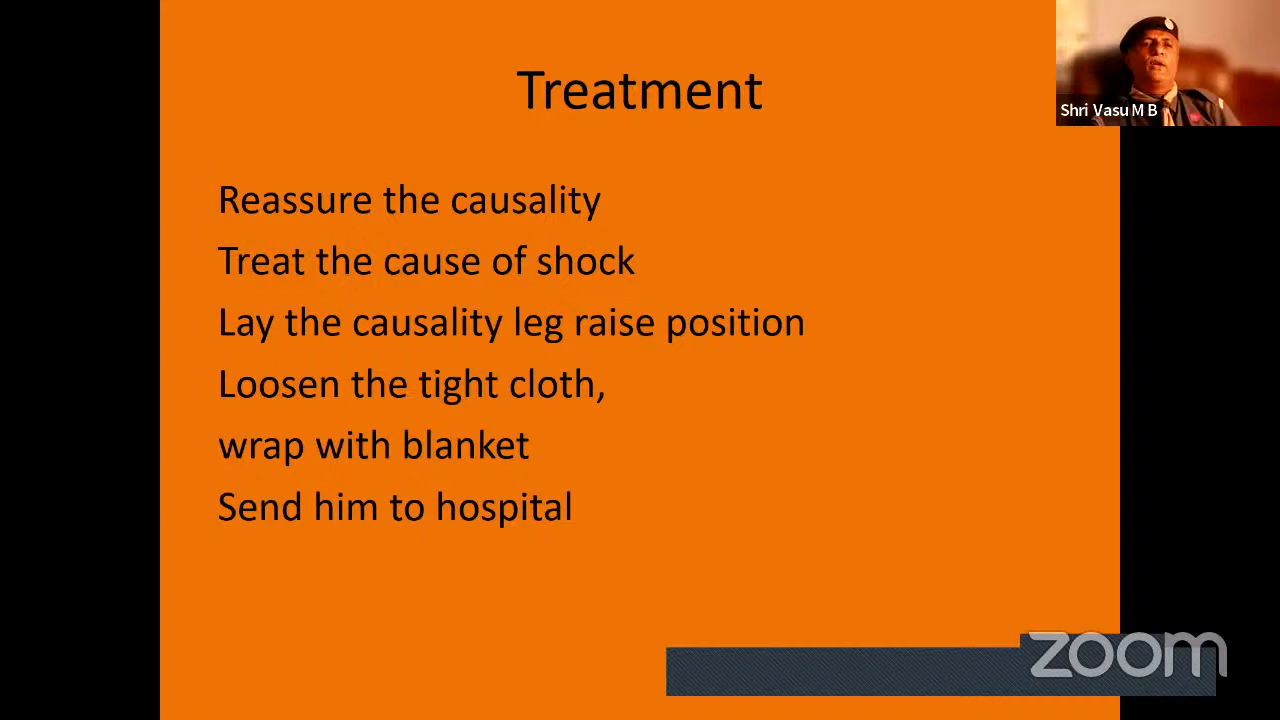 Treatment
Shri Vasu M B
Reassure the causality
Treat the cause of shock
Lay the causality leg raise position
Loosen the tight cloth,
wrap with blanket
Send him to hospital
zoom